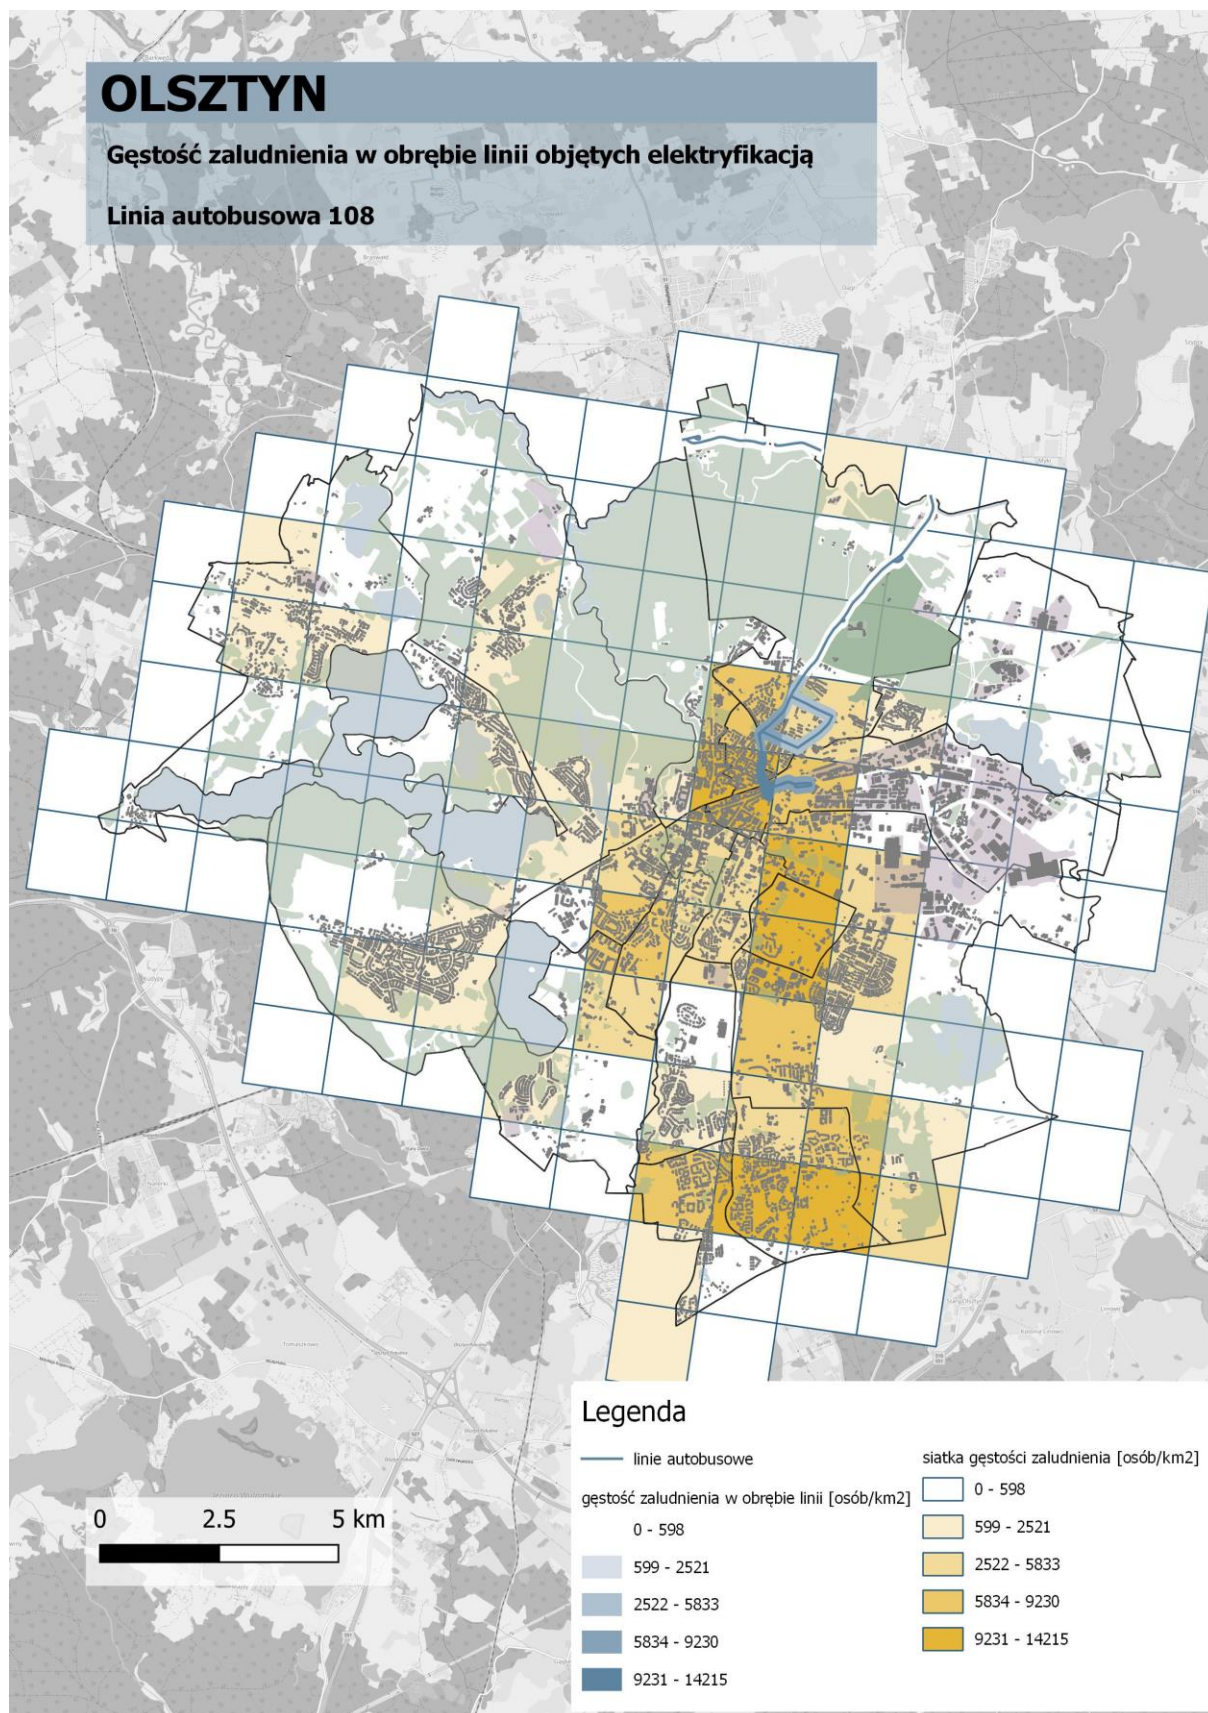 OLSZTYN
Gęstość zaludnienia w obrębie linii objętych elektryfikacją
Linia autobusowa 108
Legenda
linie autobusowe
gęstość zaludnienia w obrębie linii [osób/km2]
0 - 598
599 - 2521
2522 - 5833
5834 - 9230
9231 - 14215
siatka gęstości zaludnienia [osób/km2]
0 - 598
599 - 2521
2522 - 5833
5834 - 9230
9231 - 14215
0 2.5 5 km